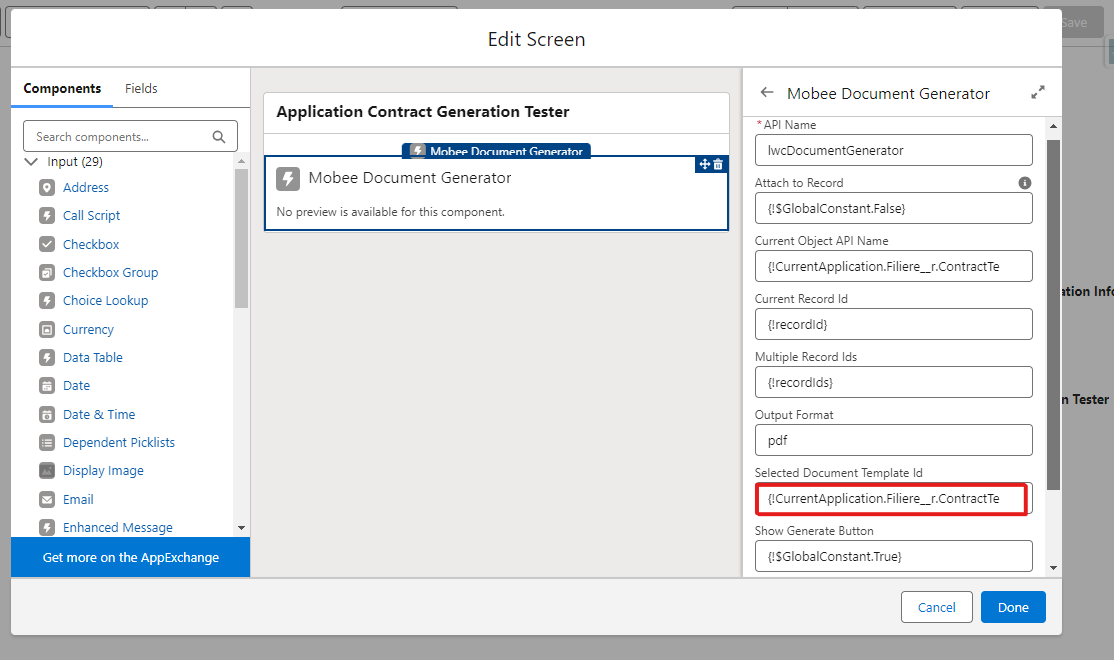 Save
Edit Screen
Components
Fields
Search components...
Input (29)
Address
Call Script
Checkbox
Checkbox Group
Choice Lookup
Currency
Data Table
Date
Date & Time
Dependent Picklists
Display Image
Email
Enhanced Message
Get more on the AppExchange
Application Contract Generation Tester
Mobee Document Generator
Mobee Document Generator
No preview is available for this component.
Mobee Document Generator
* API Name
lwcDocumentGenerator
Attach to Record
{!$GlobalConstant.False}
Current Object API Name
{!CurrentApplication.Filiere__r.ContractTe
Current Record Id
{!recordId}
Multiple Record Ids
{!recordIds}
Output Format
pdf
Selected Document Template Id
{!CurrentApplication.Filiere__r.ContractTe
Show Generate Button
{!$GlobalConstant.True}
ation Info
n Tester
Cancel
Done